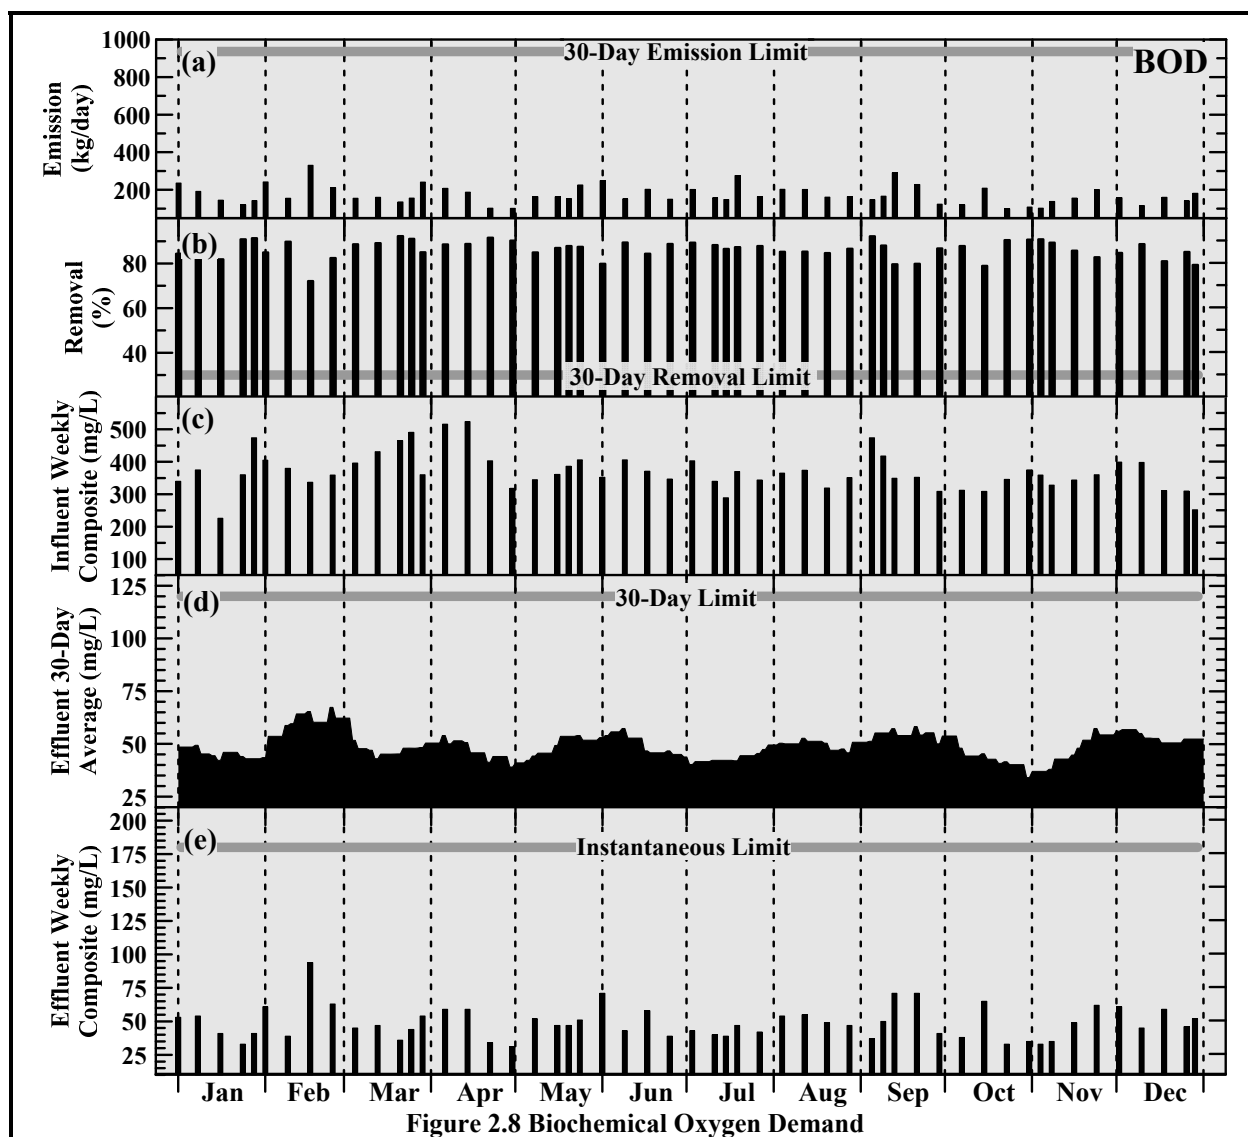 (a)
30-Day Emission Limit
BOD
Emission
(kg/day)
1000
800
600
400
200
(b)
30-Day Removal Limit
Removal
(%)
80
60
40
(c)
Influent Weekly
Composite (mg/L)
500
400
300
200
100
(d)
30-Day Limit
Effluent 30-Day
Average (mg/L)
125
100
75
50
25
(e)
Instantaneous Limit
Effluent Weekly
Composite (mg/L)
200
175
150
125
100
75
50
25
Jan Feb Mar Apr May Jun Jul Aug Sep Oct Nov Dec
Figure 2.8 Biochemical Oxygen Demand